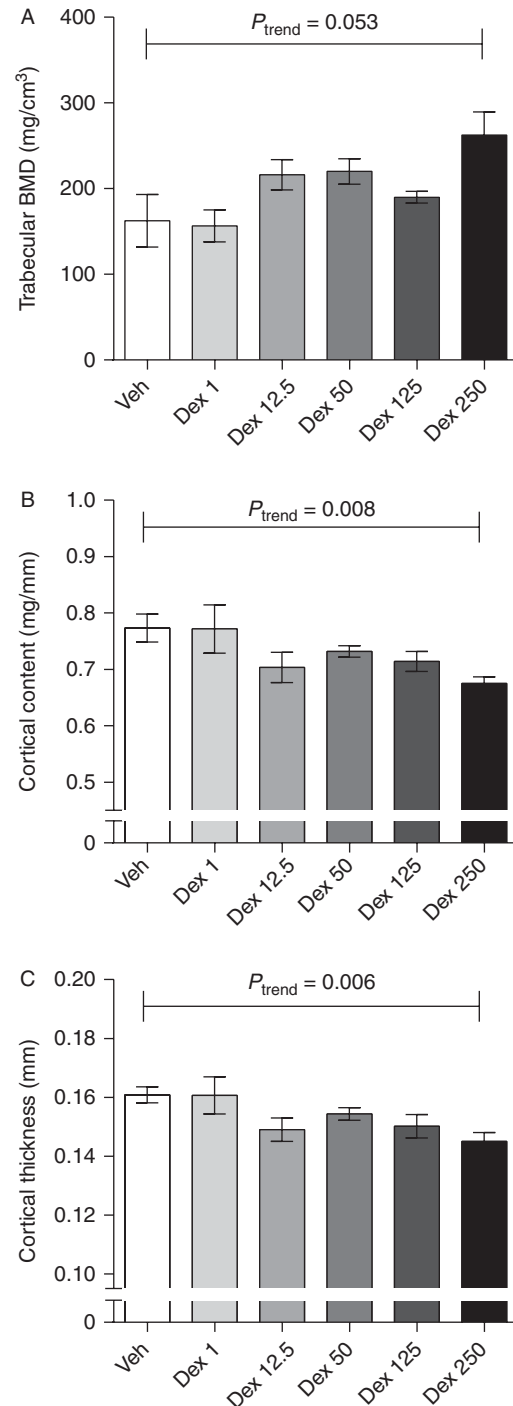 A
P trend = 0.053
Trabecular BMD (mg/cm³)
400
300
200
100
0
Veh
Dex 1
Dex 12.5
Dex 50
Dex 125
Dex 250
B
P trend = 0.008
Cortical content (mg/mm)
1.0
0.9
0.8
0.7
0.6
0.5
0
Veh
Dex 1
Dex 12.5
Dex 50
Dex 125
Dex 250
C
P trend = 0.006
Cortical thickness (mm)
0.20
0.18
0.16
0.14
0.12
0.10
0
Veh
Dex 1
Dex 12.5
Dex 50
Dex 125
Dex 250